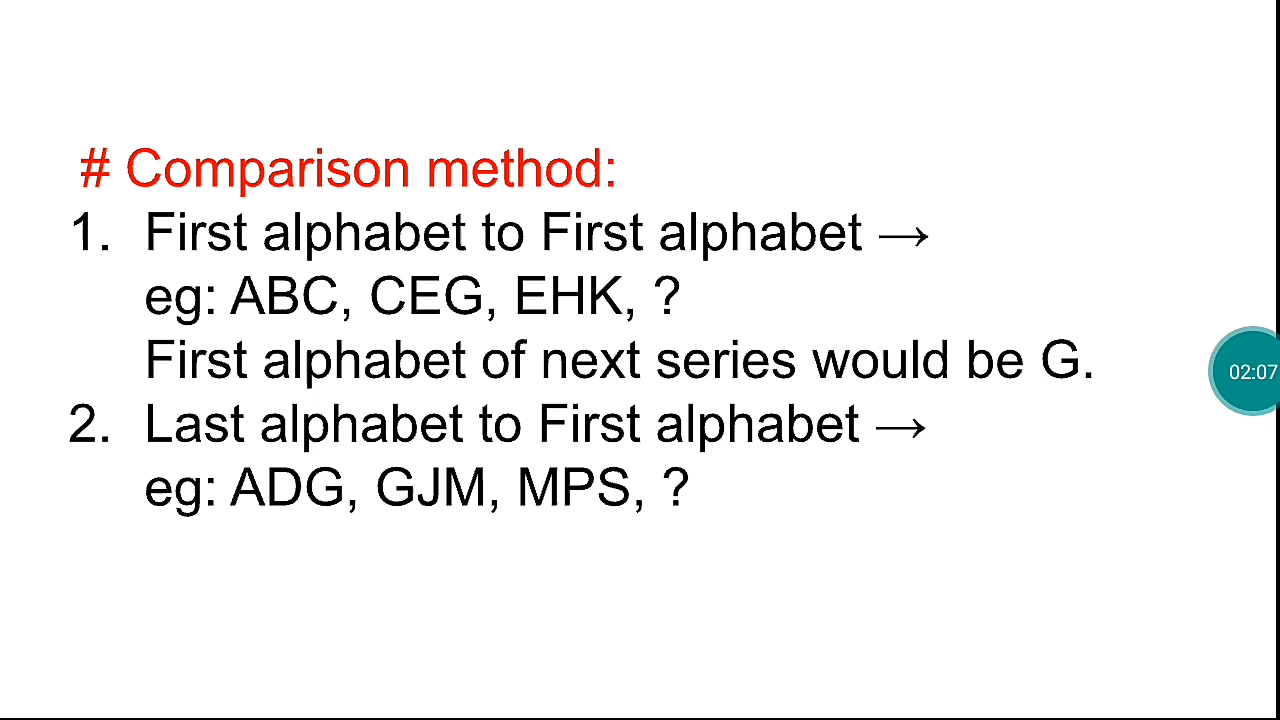 # Comparison method:
1. First alphabet to First alphabet →
eg: ABC, CEG, EHK, ?
First alphabet of next series would be G.
2. Last alphabet to First alphabet →
eg: ADG, GJM, MPS, ?
02:07